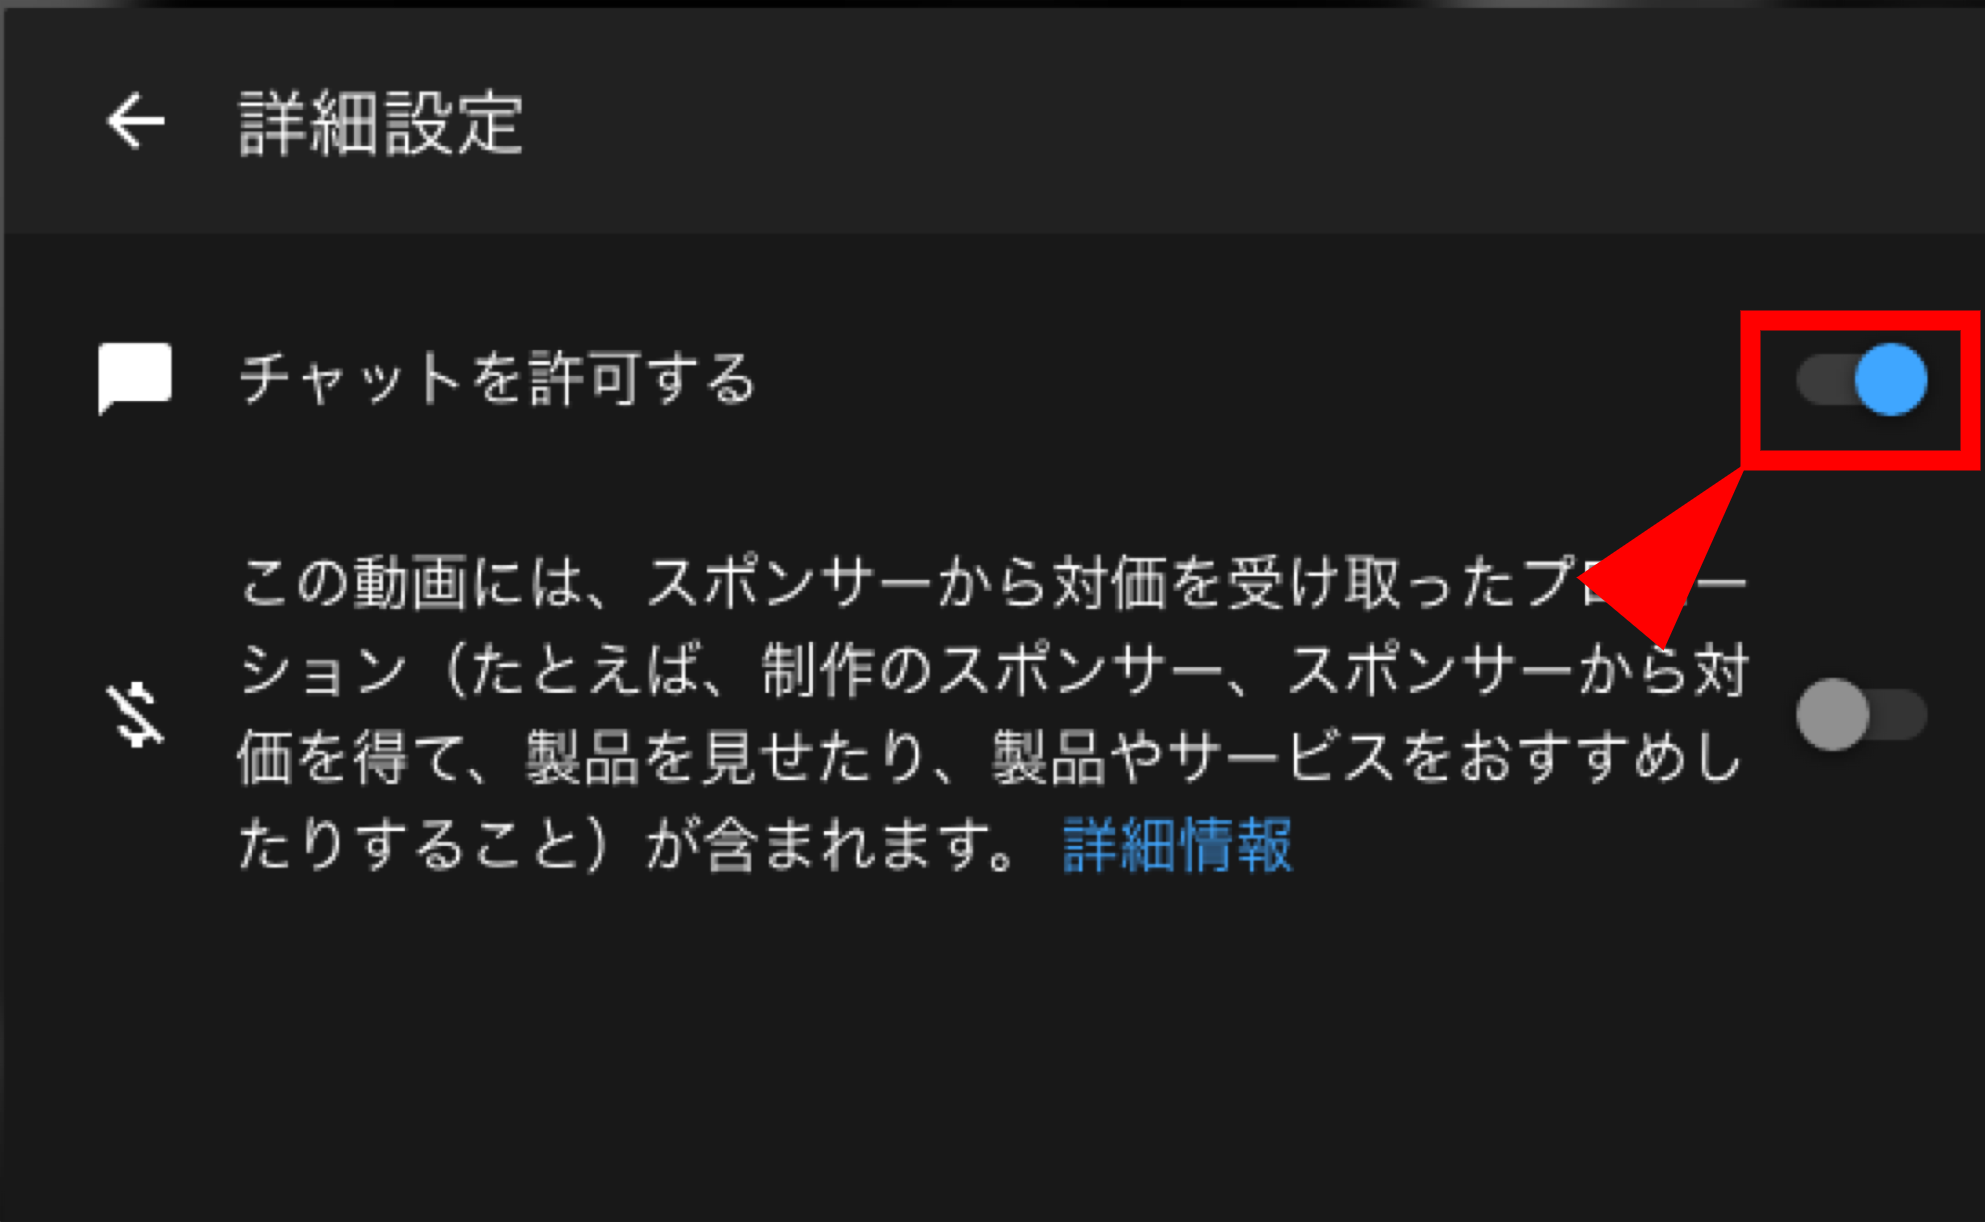 詳細設定
チャットを許可する
この動画には、スポンサーから対価を受け取ったプロ ー
ション（たとえば、制作のスポンサー、スポンサーから対
価を得て、製品を見せたり、製品やサービスをおすすめし
たりすること）が含まれます。 詳細情報